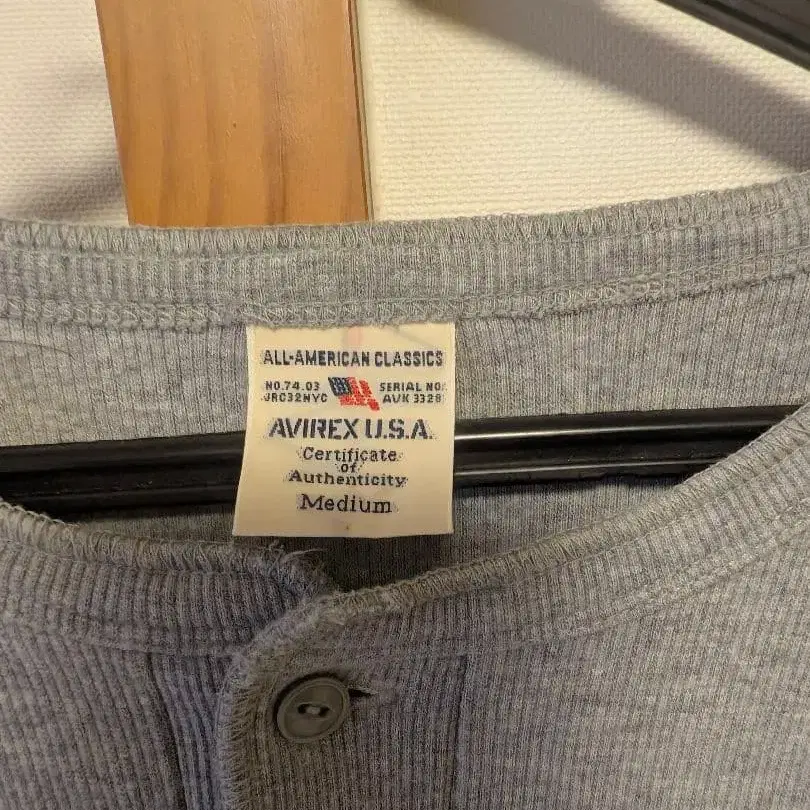 ALL-AMERICAN CLASSICS
NO.74.03 SERIAL NO.
JRC32NYC AVK 3328
AVIREX U.S.A.
Certificate
of
Authenticity
Medium